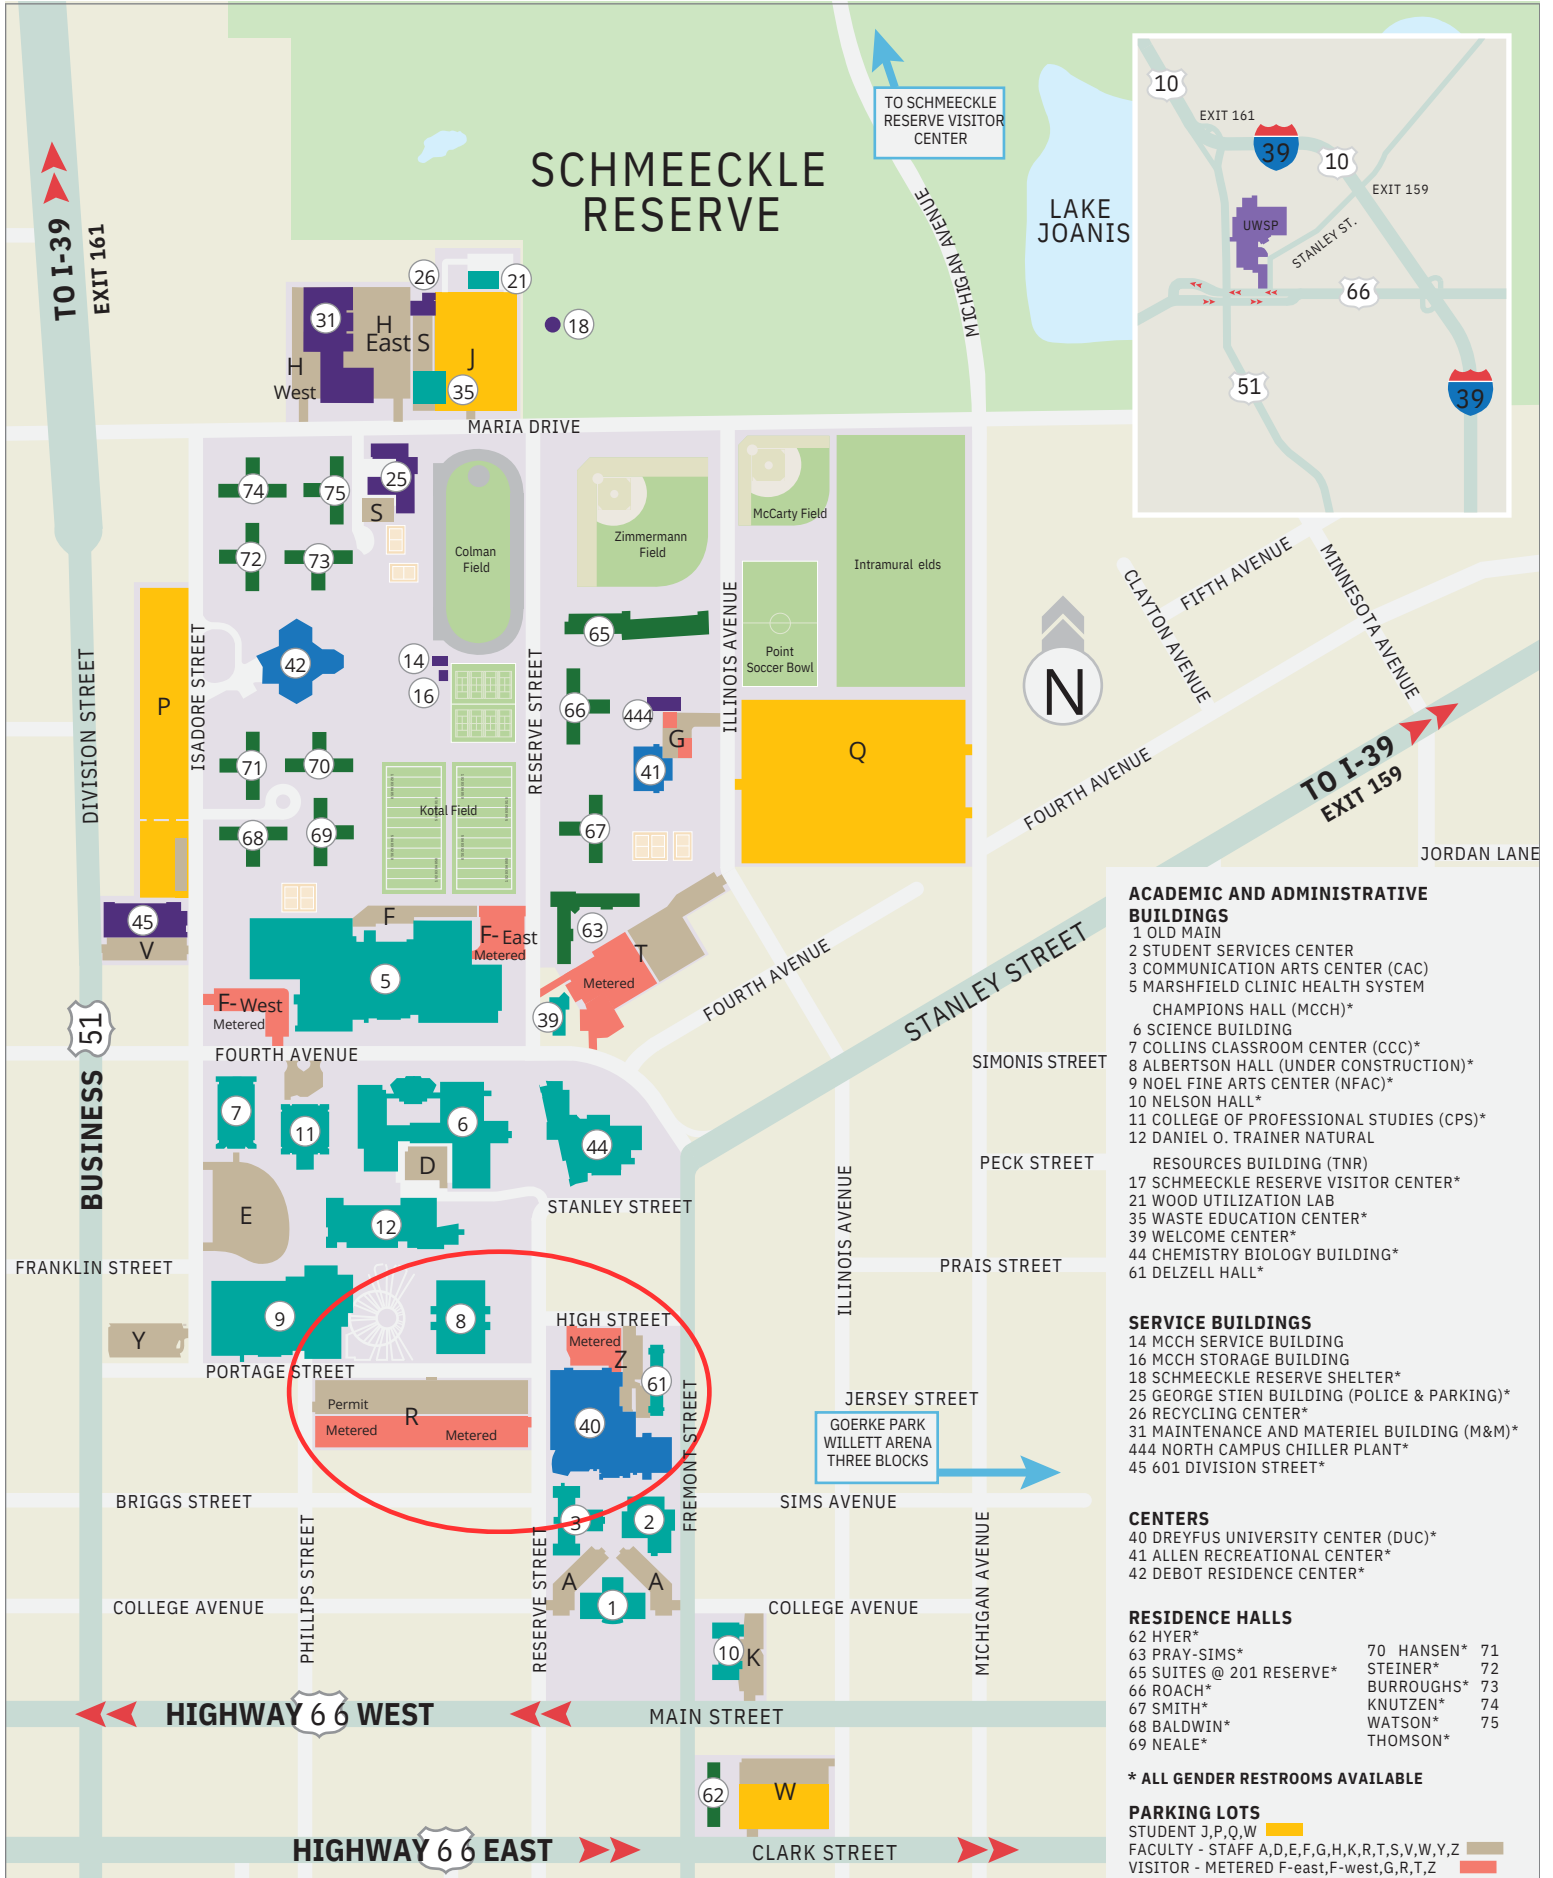 TO SCHMEECKLE
RESERVE VISITOR
CENTER
SCHMEECKLE
RESERVE
MICHIGAN AVENUE
LAKE
JOANIS
10
EXIT 161
39
10
EXIT 159
UWSP
STANLEY ST.
66
51
39
TO I-39
EXIT 161
26
21
31
H
East
S
J
18
H
West
35
MARIA DRIVE
74
75
25
S
72
73
Colman
Field
Zimmermann
Field
McCarty Field
Intramural elds
Point
Soccer Bowl
FIFTH AVENUE
CLAYTON AVENUE
MINNESOTA AVENUE
N
DIVISION STREET
ISADORE STREET
P
42
14
16
RESERVE STREET
65
66
444
G
41
ILLINOIS AVENUE
Q
71
70
Kotal Field
68
69
67
FOURTH AVENUE
TO I-39
EXIT 159
JORDAN LANE
45
V
F
F- East
Metered
5
63
T
Metered
F- West
Metered
39
FOURTH AVENUE
STANLEY STREET
51
BUSINESS
FOURTH AVENUE
SIMONIS STREET
7
11
6
D
44
PECK STREET
E
12
STANLEY STREET
ILLINOIS AVENUE
FRANKLIN STREET
PRAIS STREET
9
8
HIGH STREET
Metered
Z
Y
PORTAGE STREET
61
Permit
R
Metered
Metered
40
FREMONT STREET
JERSEY STREET
GOERKE PARK
WILLETT ARENA
THREE BLOCKS
BRIGGS STREET
SIMS AVENUE
3
2
PHILLIPS STREET
RESERVE STREET
MICHIGAN AVENUE
A
A
1
COLLEGE AVENUE
COLLEGE AVENUE
10
K
HIGHWAY 6 6 WEST
MAIN STREET
62
W
HIGHWAY 6 6 EAST
CLARK STREET
ACADEMIC AND ADMINISTRATIVE
BUILDINGS
1 OLD MAIN
2 STUDENT SERVICES CENTER
3 COMMUNICATION ARTS CENTER (CAC)
5 MARSHFIELD CLINIC HEALTH SYSTEM
CHAMPIONS HALL (MCCH)*
6 SCIENCE BUILDING
7 COLLINS CLASSROOM CENTER (CCC)*
8 ALBERTSON HALL (UNDER CONSTRUCTION)*
9 NOEL FINE ARTS CENTER (NFAC)*
10 NELSON HALL*
11 COLLEGE OF PROFESSIONAL STUDIES (CPS)*
12 DANIEL O. TRAINER NATURAL
RESOURCES BUILDING (TNR)
17 SCHMEECKLE RESERVE VISITOR CENTER*
21 WOOD UTILIZATION LAB
35 WASTE EDUCATION CENTER*
39 WELCOME CENTER*
44 CHEMISTRY BIOLOGY BUILDING*
61 DELZELL HALL*
SERVICE BUILDINGS
14 MCCH SERVICE BUILDING
16 MCCH STORAGE BUILDING
18 SCHMEECKLE RESERVE SHELTER*
25 GEORGE STIEN BUILDING (POLICE & PARKING)*
26 RECYCLING CENTER*
31 MAINTENANCE AND MATERIEL BUILDING (M&M)*
444 NORTH CAMPUS CHILLER PLANT*
45 601 DIVISION STREET*
CENTERS
40 DREYFUS UNIVERSITY CENTER (DUC)*
41 ALLEN RECREATIONAL CENTER*
42 DEBOT RESIDENCE CENTER*
RESIDENCE HALLS
62 HYER*
63 PRAY-SIMS*
65 SUITES @ 201 RESERVE*
66 ROACH*
67 SMITH*
68 BALDWIN*
69 NEALE*
70 HANSEN* 71
STEINER* 72
BURROUGHS* 73
KNUTZEN* 74
WATSON* 75
THOMSON*
* ALL GENDER RESTROOMS AVAILABLE
PARKING LOTS
STUDENT J,P,Q,W
FACULTY - STAFF A,D,E,F,G,H,K,R,T,S,V,W,Y,Z
VISITOR - METERED F-east,F-west,G,R,T,Z